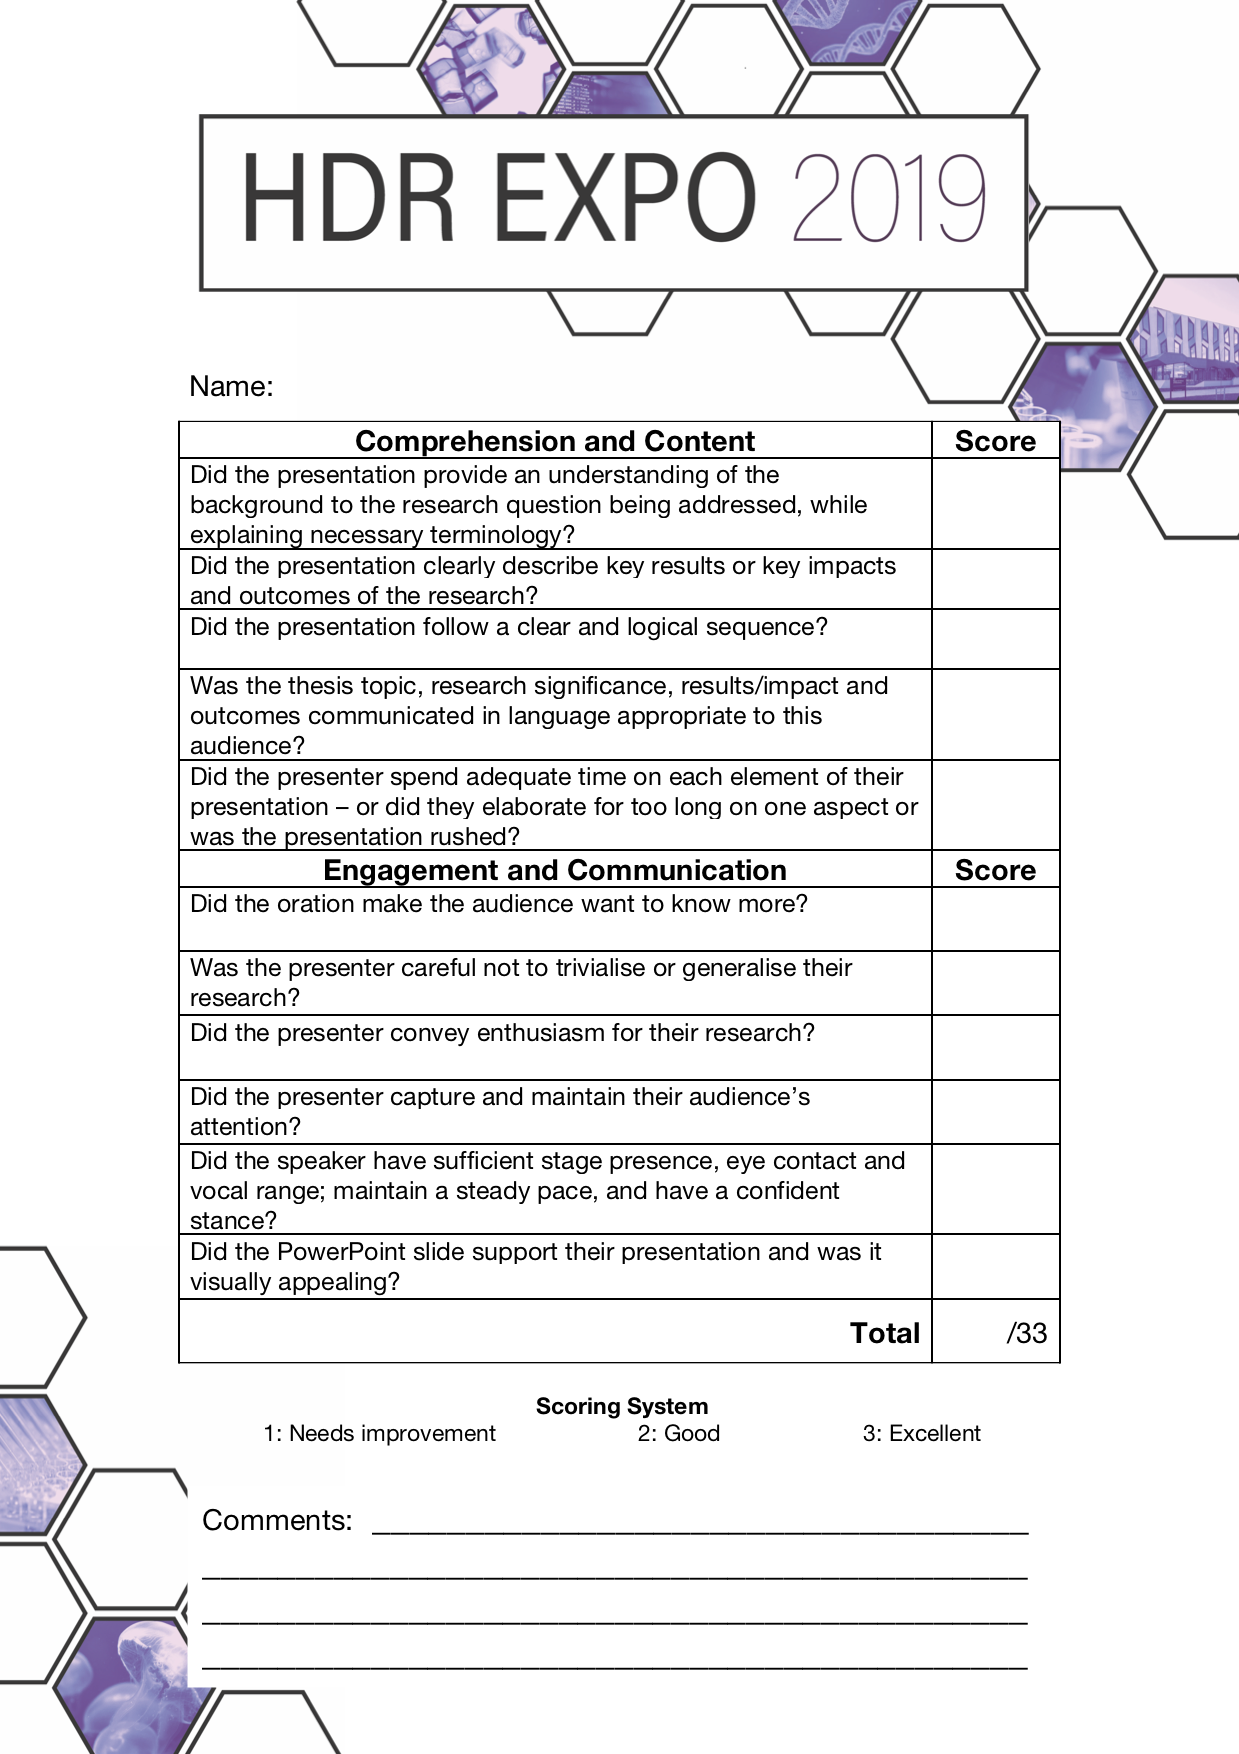 HDR EXPO 2019
Name:
Comprehension and Content Score
Did the presentation provide an understanding of the
background to the research question being addressed, while
explaining necessary terminology?
Did the presentation clearly describe key results or key impacts
and outcomes of the research?
Did the presentation follow a clear and logical sequence?
Was the thesis topic, research significance, results/impact and
outcomes communicated in language appropriate to this
audience?
Did the presenter spend adequate time on each element of their
presentation – or did they elaborate for too long on one aspect or
was the presentation rushed?
Engagement and Communication Score
Did the oration make the audience want to know more?
Was the presenter careful not to trivialise or generalise their
research?
Did the presenter convey enthusiasm for their research?
Did the presenter capture and maintain their audience’s
attention?
Did the speaker have sufficient stage presence, eye contact and
vocal range; maintain a steady pace, and have a confident
stance?
Did the PowerPoint slide support their presentation and was it
visually appealing?
Total /33
Scoring System
1: Needs improvement 2: Good 3: Excellent
Comments: